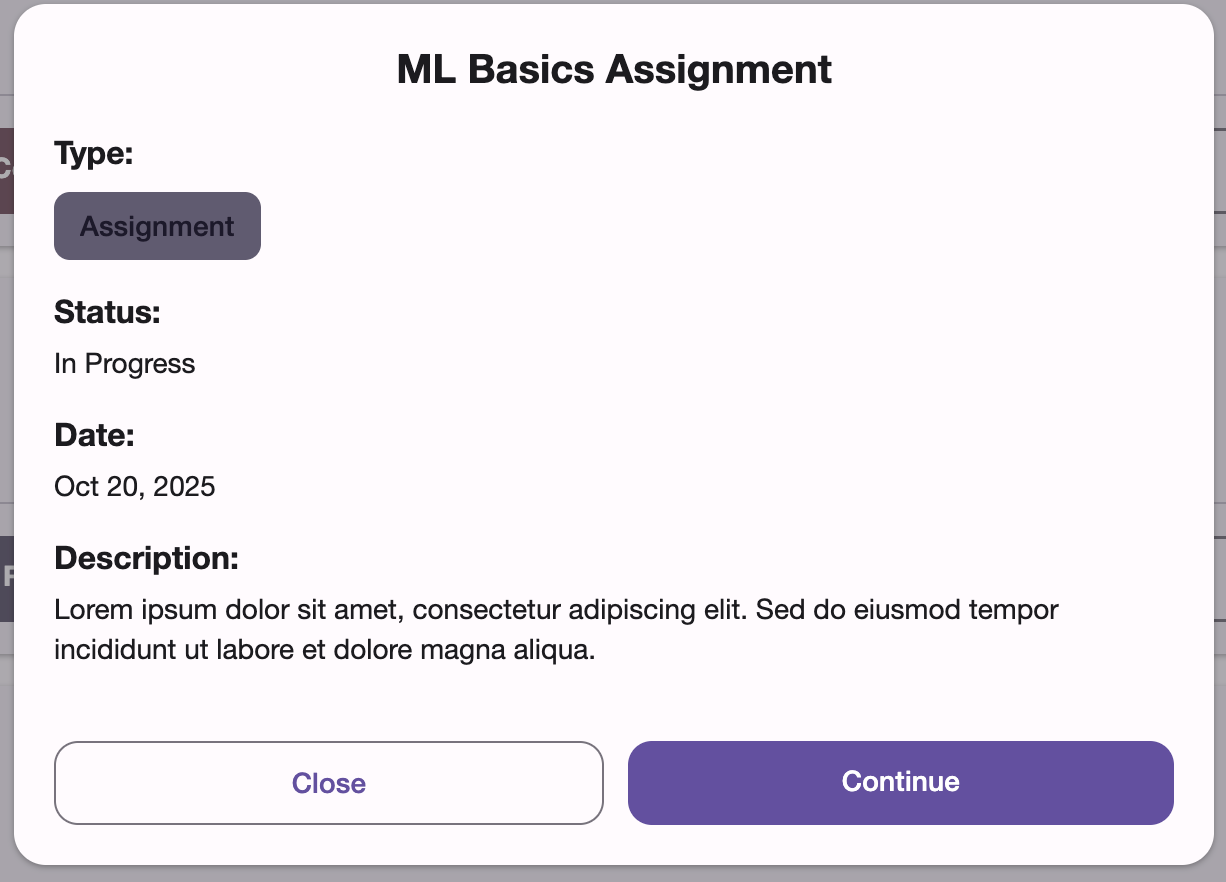 ML Basics Assignment
Type:
Assignment
Status:
In Progress
Date:
Oct 20, 2025
Description:
Lorem ipsum dolor sit amet, consectetur adipiscing elit. Sed do eiusmod tempor
incididunt ut labore et dolore magna aliqua.
Close
Continue